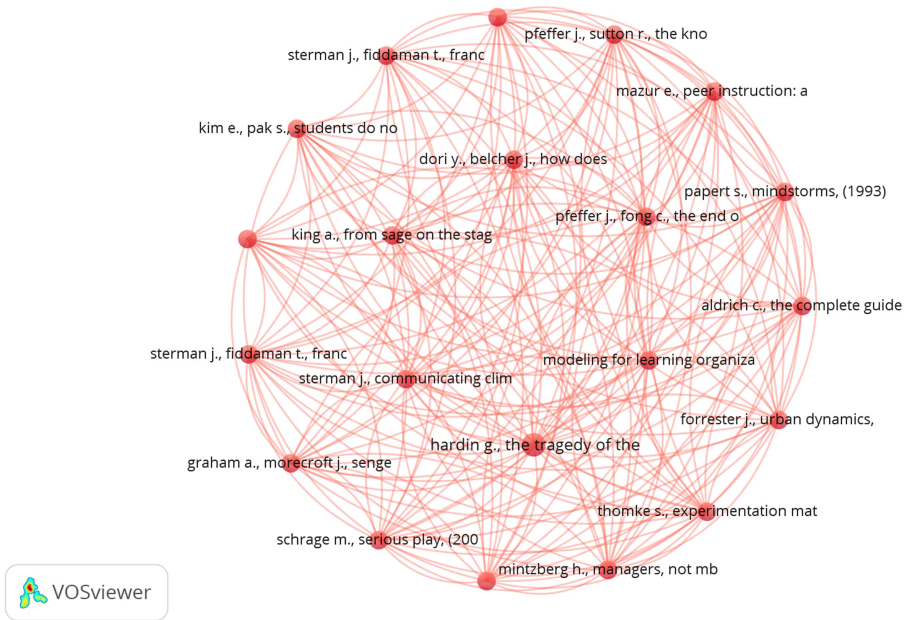 pfeffer j., sutton r., the kno
sterman j., fiddaman t., franc
mazur e., peer instruction: a
kim e., pak s., students do no
dori y., belcher j., how does
papert s., mindstorms, (1993)
pfeffer j., fong c., the end o
king a., from sage on the stag
aldrich c., the complete guide
sterman j., fiddaman t., franc
modeling for learning organiza
sterman j., communicating clim
forrester j., urban dynamics,
hardin g., the tragedy of the
graham a., morecroft j., senge
thomke s., experimentation mat
schrage m., serious play, (200
mintzberg h., managers, not mb
VOSviewer